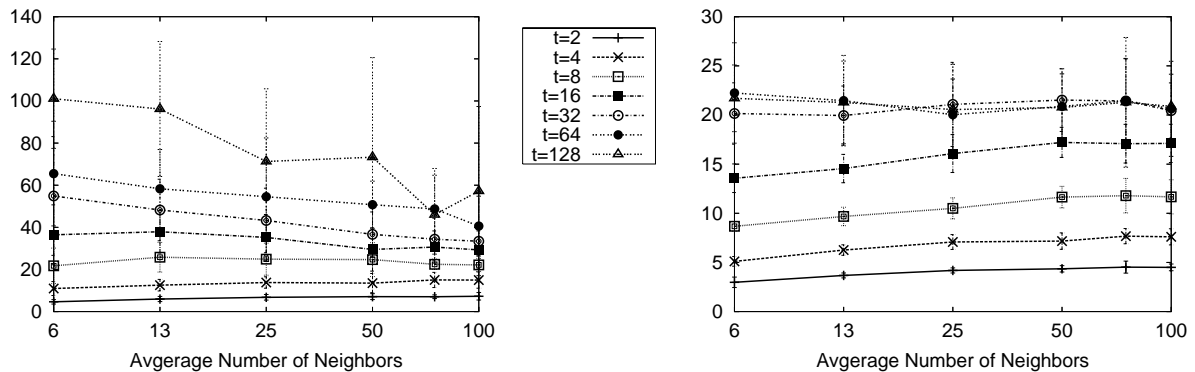 140
120
100
80
60
40
20
0
6 13 25 50 100
Avgerage Number of Neighbors
t=2
t=4
t=8
t=16
t=32
t=64
t=128
30
25
20
15
10
5
0
6 13 25 50 100
Avgerage Number of Neighbors